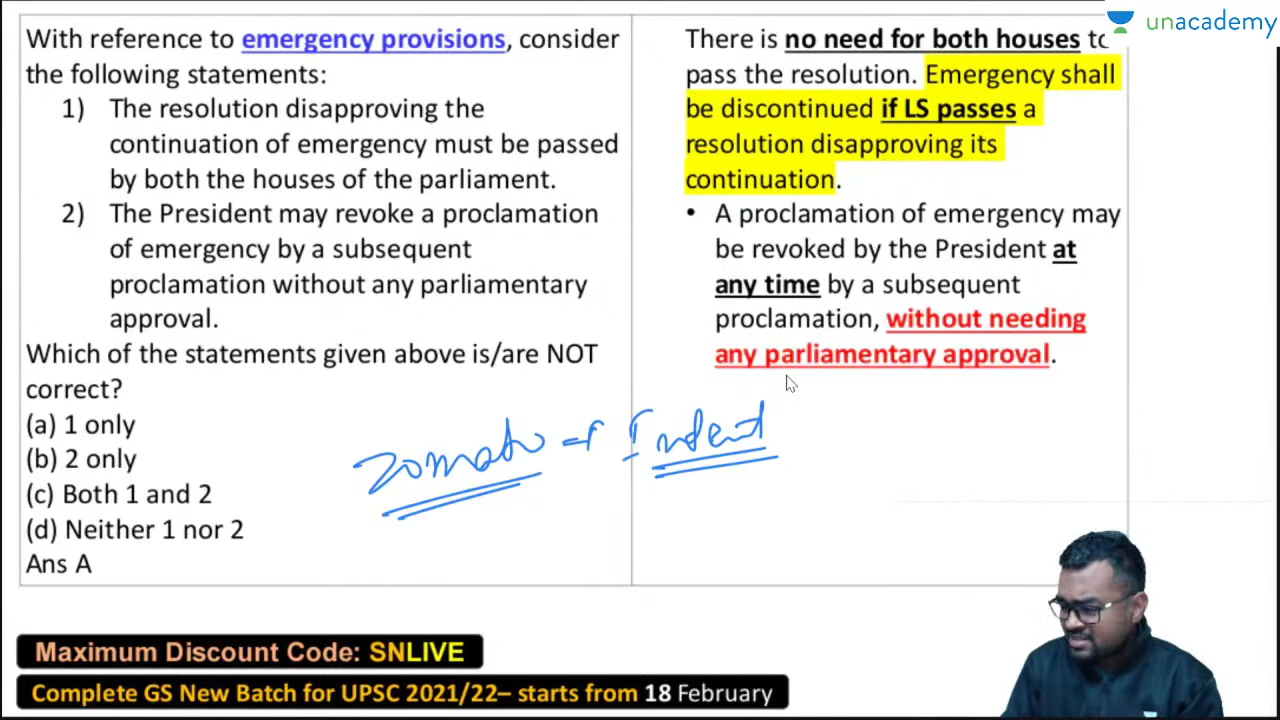 unacademy
With reference to emergency provisions, consider
the following statements:
1) The resolution disapproving the
continuation of emergency must be passed
by both the houses of the parliament.
2) The President may revoke a proclamation
of emergency by a subsequent
proclamation without any parliamentary
approval.
Which of the statements given above is/are NOT
correct?
(a) 1 only
(b) 2 only
(c) Both 1 and 2
(d) Neither 1 nor 2
Ans A
There is no need for both houses to
pass the resolution. Emergency shall
be discontinued if LS passes a
resolution disapproving its
continuation.
• A proclamation of emergency may
be revoked by the President at
any time by a subsequent
proclamation, without needing
any parliamentary approval.
Zomato
Maximum Discount Code: SNLIVE
Complete GS New Batch for UPSC 2021/22– starts from 18 February